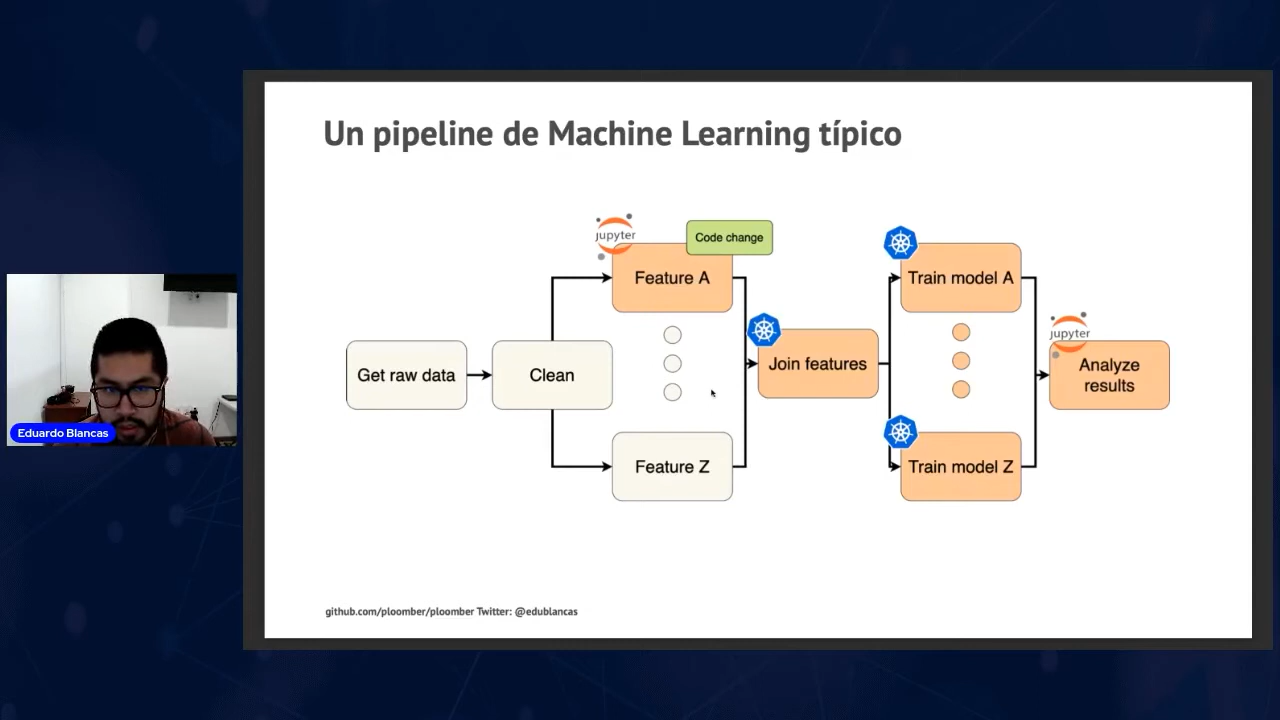 Un pipeline de Machine Learning típico
jupyter
Code change
Feature A
Train model A
jupyter
Join features
Get raw data
Clean
Analyze
results
Feature Z
Train model Z
Eduardo Blancas
github.com/ploomber/ploomber Twitter: @edublancas